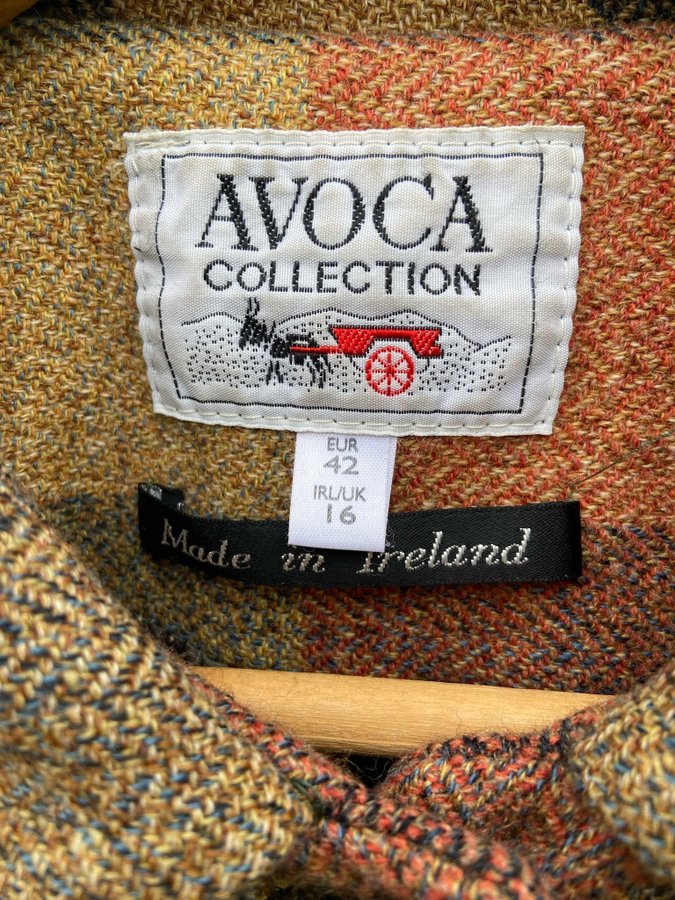 AVOCA
COLLECTION
EUR
42
IRL/UK
16
Made in Ireland